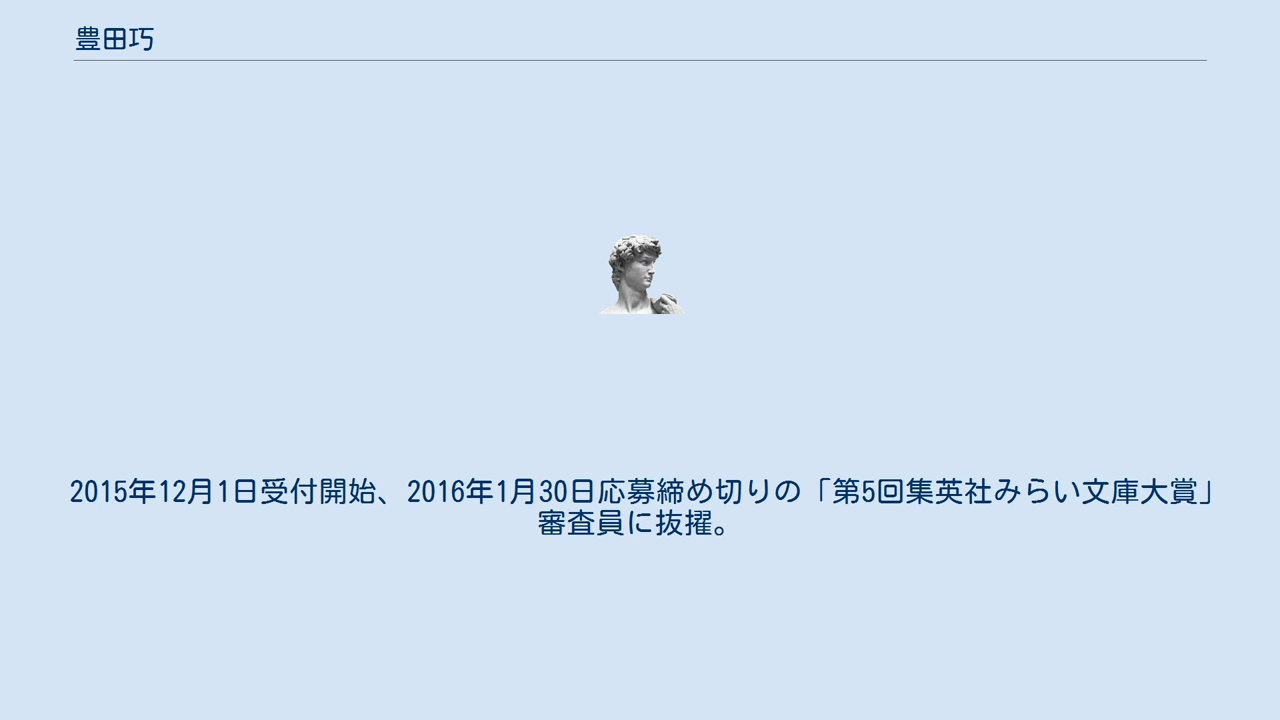 豊田巧
2015年12月1日受付開始、2016年1月30日応募締め切りの「第5回集英社みらい文庫大賞」
審査員に抜擢。